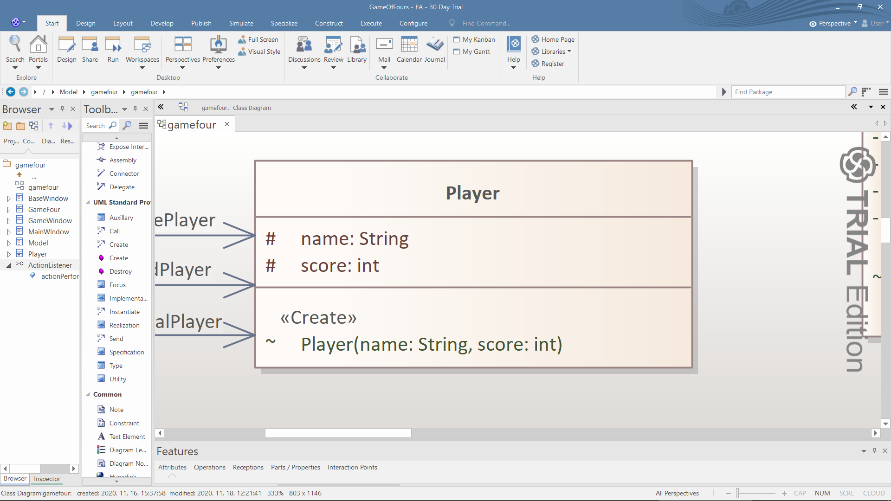 GameOfFours - EA - 30 Day Trial
Start Design Layout Develop Publish Simulate Specialize Construct Execute Configure Find Command... Perspective User
Search Portals Design Share Run Workspaces Perspectives Preferences Full Screen Visual Style Discussions Review Library Mail Calendar Journal My Kanban My Gantt Help Home Page Libraries Register
Explore Desktop Collaborate Help
/ Model gamefour gamefour Find Package
Browser Toolb... gamefour. Class Diagram
Search
gamefour
Proj... Co... Dia... Res...
gamefour
..
gamefour
BaseWindow
GameFour
GameWindow
MainWindow
Model
Player
ActionListener
actionPerfor
Browser Inspector
Expose Inter...
Assembly
Connector
Delegate
UML Standard Pro
Auxillary
Call
Create
Create
Destroy
Focus
Implementa...
Instantiate
Realization
Send
Specification
Type
Utility
Common
Note
Constraint
Text Element
Diagram Le...
Diagram No...
Hyperlink
ePlayer
dPlayer
alPlayer
Player
# name: String
# score: int
«Create»
~ Player(name: String, score: int)
TRIAL Edition
Features
Attributes Operations Receptions Parts / Properties Interaction Points
Class Diagram:gamefour: created: 2020. 11. 16. 15:37:58 modified: 2020. 11. 18. 12:21:41 333% 803 x 1146 All Perspectives CAP NUM SCRL CLOUD